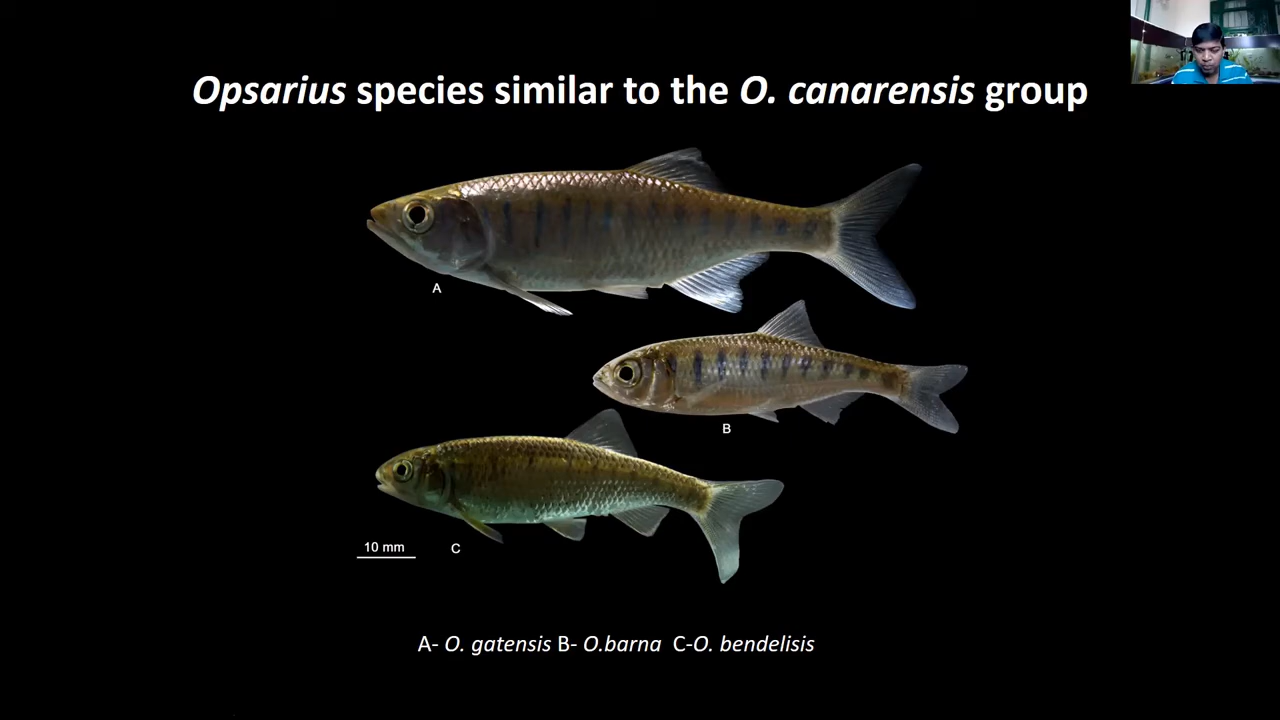 Opsarius species similar to the O. canarensis group
A
B
10 mm
C
A- O. gatensis B- O.barna C-O. bendelisis